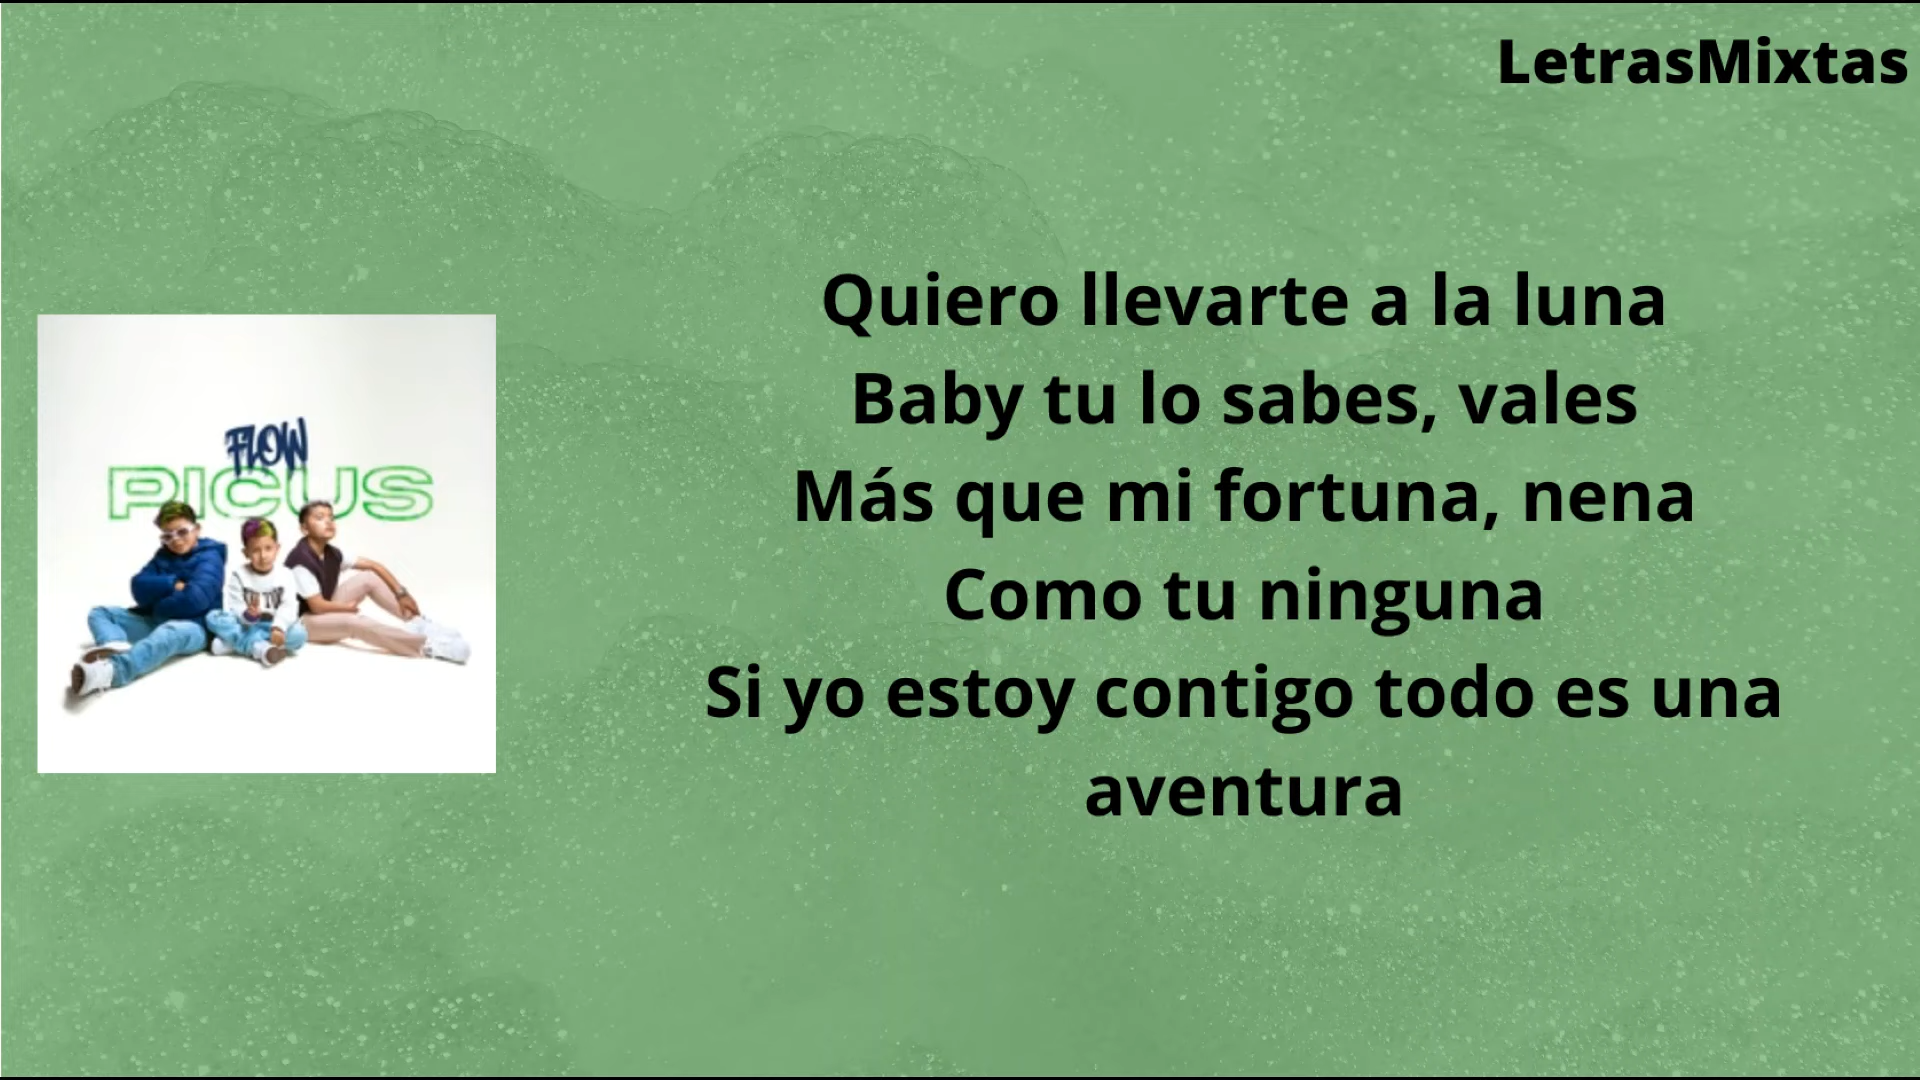 LetrasMixtas
FLOW
PICUS
Quiero llevarte a la luna
Baby tu lo sabes, vales
Más que mi fortuna, nena
Como tu ninguna
Si yo estoy contigo todo es una
aventura